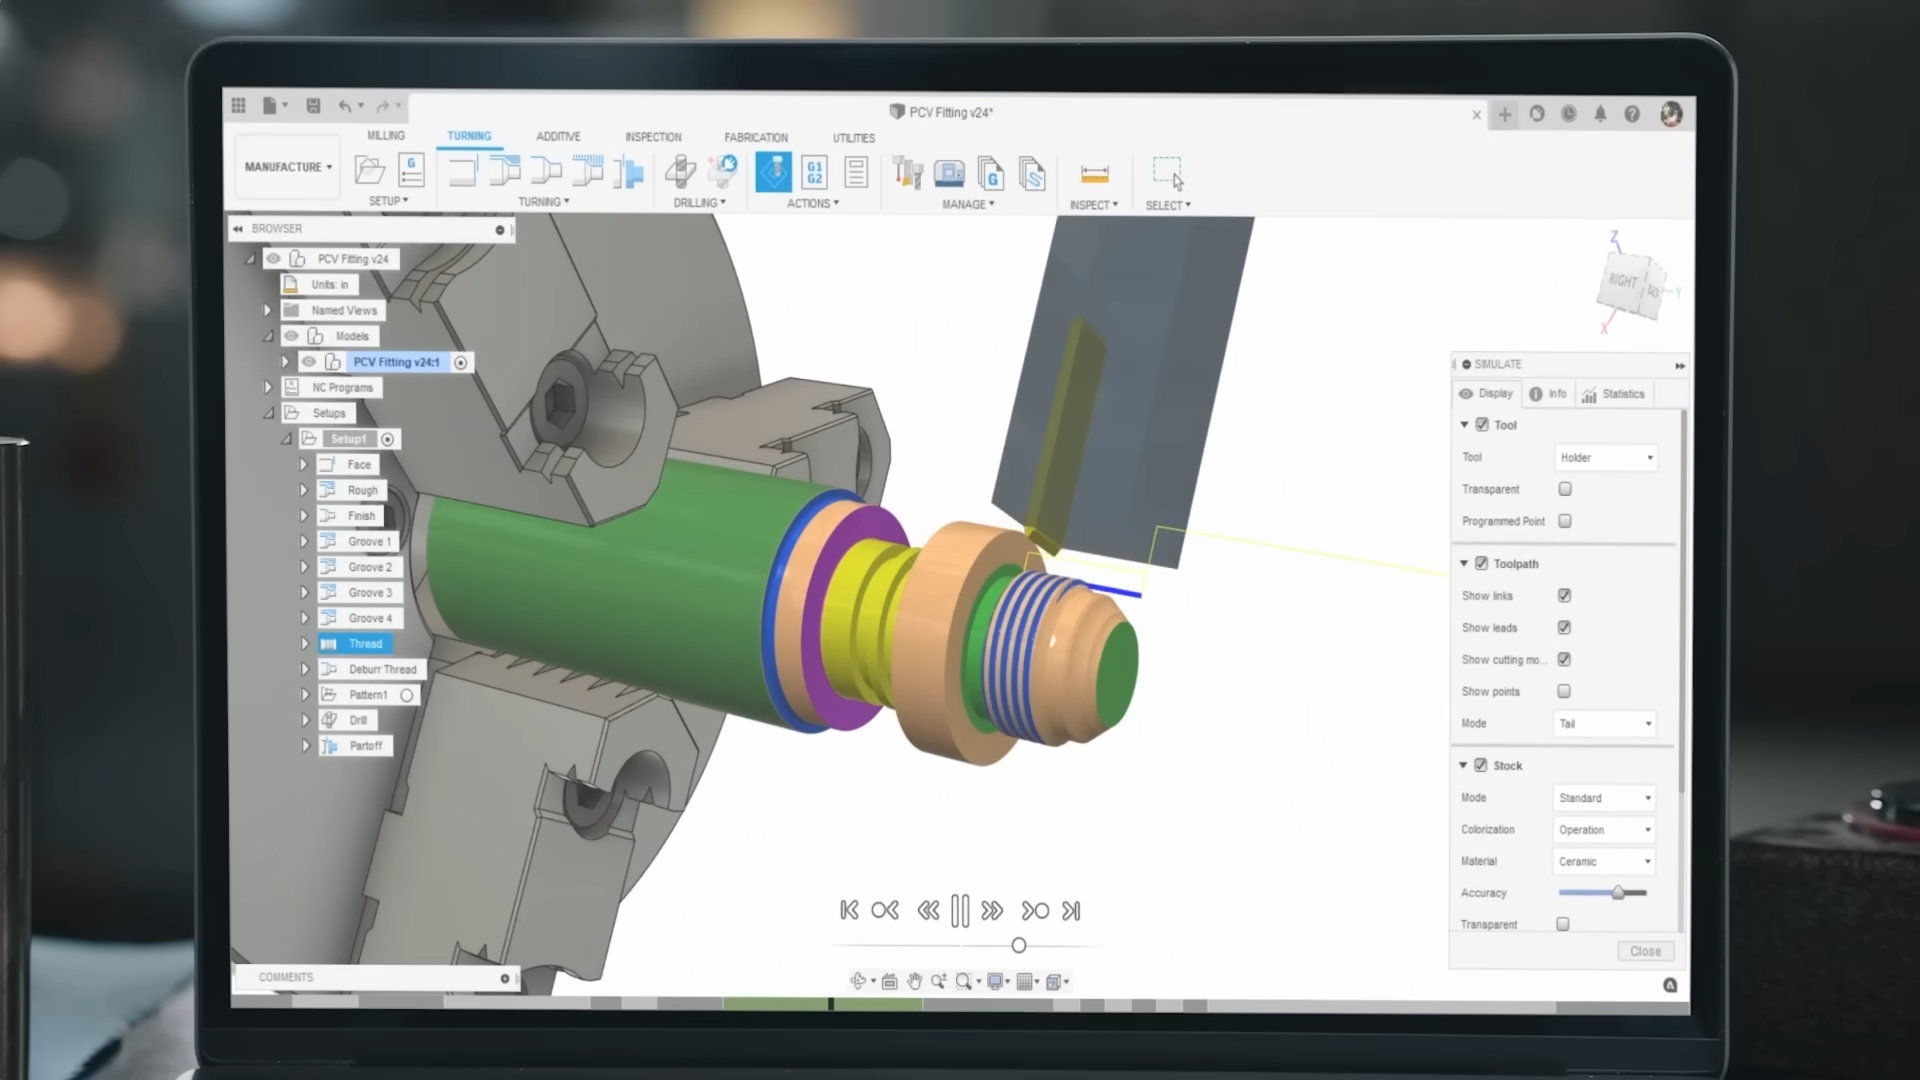 PCV Fitting v24*
MILLING TURNING ADDITIVE INSPECTION FABRICATION UTILITIES
MANUFACTURE
G
G1
G2
G
SETUP TURNING DRILLING ACTIONS MANAGE INSPECT SELECT
BROWSER
PCV Fitting v24
Units: in
Named Views
Models
PCV Fitting v24:1
NC Programs
Setups
Setup1
Face
Rough
Finish
Groove 1
Groove 2
Groove 3
Groove 4
Thread
Deburr Thread
Pattern1
Drill
Partoff
COMMENTS
Z
RIGHT
Y
X
SIMULATE
Display Info Statistics
Tool
Tool Holder
Transparent
Programmed Point
Toolpath
Show links
Show leads
Show cutting mo...
Show points
Mode Tail
Stock
Mode Standard
Colorization Operation
Material Ceramic
Accuracy
Transparent
Close